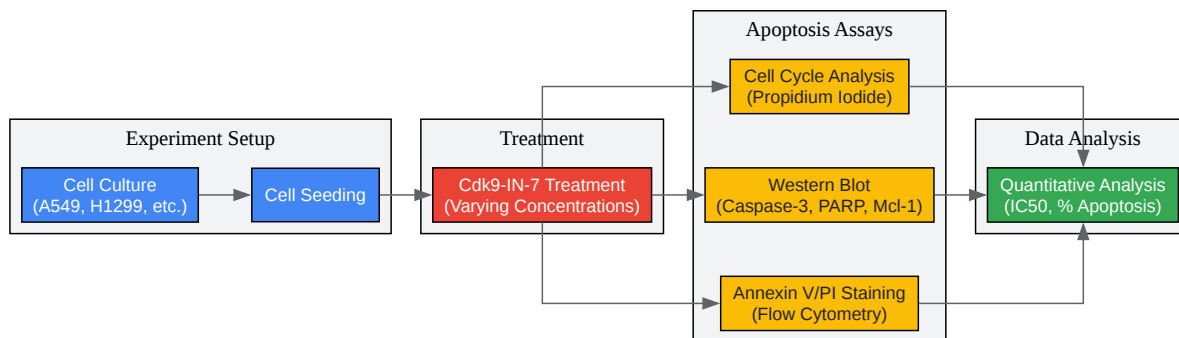 Experiment Setup
Cell Culture
(A549, H1299, etc.)
Cell Seeding
Treatment
Cdk9-IN-7 Treatment
(Varying Concentrations)
Apoptosis Assays
Cell Cycle Analysis
(Propidium Iodide)
Western Blot
(Caspase-3, PARP, Mcl-1)
Annexin V/PI Staining
(Flow Cytometry)
Data Analysis
Quantitative Analysis
(IC50, % Apoptosis)